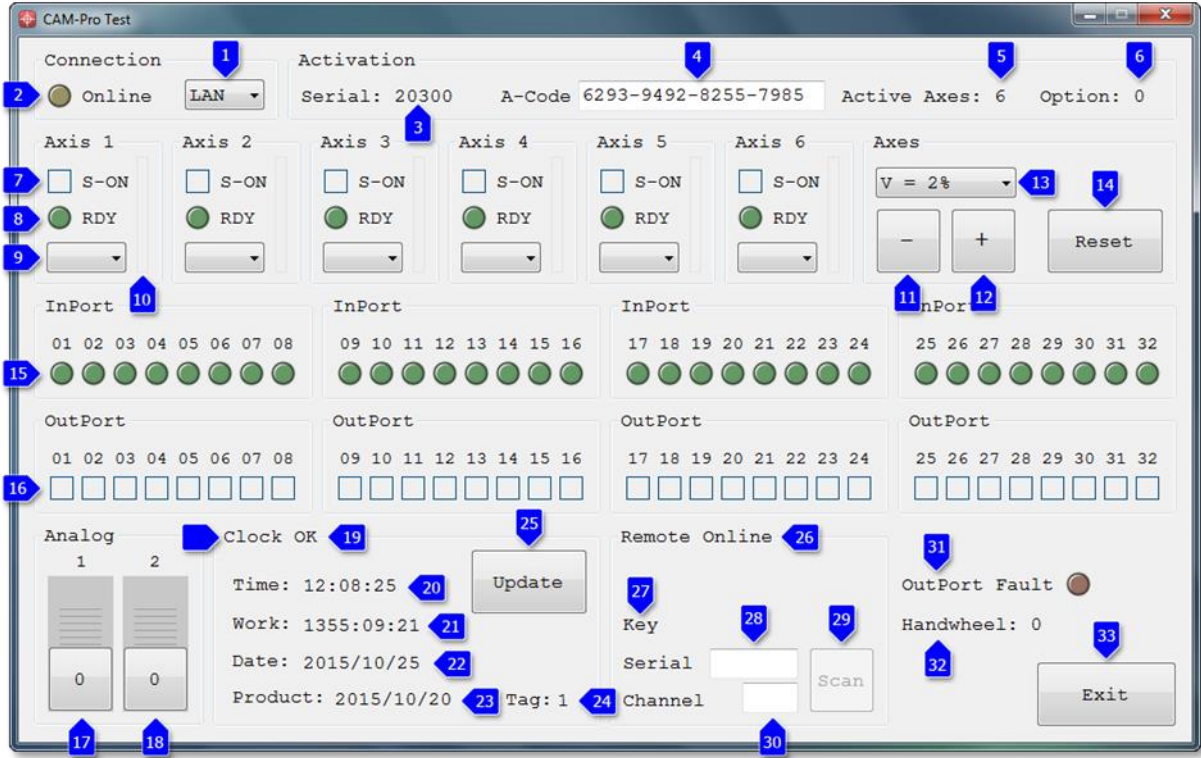 CAM-Pro Test
1 4 5 6
Connection Activation
2 Online LAN Serial: 20300 A-Code 6293-9492-8255-7985 Active Axes: 6 Option: 0
3
Axis 1 Axis 2 Axis 3 Axis 4 Axis 5 Axis 6 Axes
7 S-ON S-ON S-ON S-ON S-ON S-ON V = 2% 13 14
8 RDY RDY RDY RDY RDY RDY - + Reset
9
10 11 12
InPort InPort InPort nPor
01 02 03 04 05 06 07 08 09 10 11 12 13 14 15 16 17 18 19 20 21 22 23 24 25 26 27 28 29 30 31 32
15
OutPort OutPort OutPort OutPort
01 02 03 04 05 06 07 08 09 10 11 12 13 14 15 16 17 18 19 20 21 22 23 24 25 26 27 28 29 30 31 32
16
Analog Clock OK 19 25 Remote Online 26
1 2 31
Time: 12:08:25 20 Update OutPort Fault
27 28 29
Work: 1355:09:21 21 Key Handwheel: 0
33
Date: 2015/10/25 22 Serial 32
0 0 Scan Exit
Product: 2015/10/20 23 Tag: 1 24 Channel
17 18 30